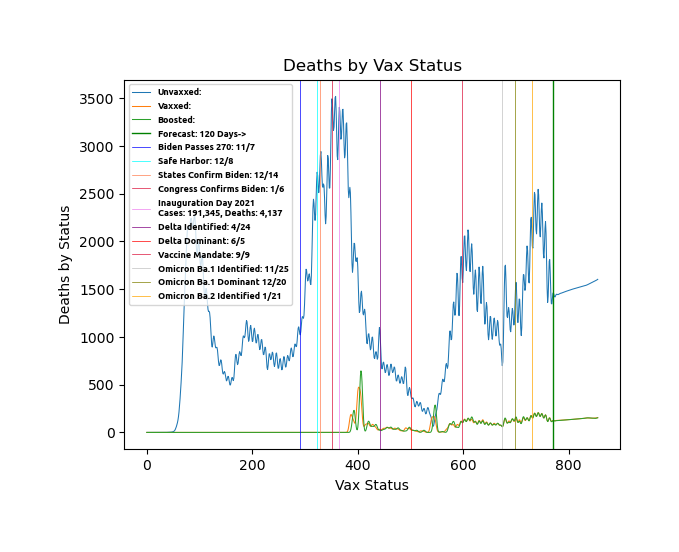 Deaths by Vax Status
3500
3000
2500
2000
1500
1000
500
0
Deaths by Status
Unvaxxed:
Vaxxed:
Boosted:
Forecast: 120 Days->
Biden Passes 270: 11/7
Safe Harbor: 12/8
States Confirm Biden: 12/14
Congress Confirms Biden: 1/6
Inauguration Day 2021
Cases: 191,345, Deaths: 4,137
Delta Identified: 4/24
Delta Dominant: 6/5
Vaccine Mandate: 9/9
Omicron Ba.1 Identified: 11/25
Omicron Ba.1 Dominant 12/20
Omicron Ba.2 Identified 1/21
0 200 400 600 800
Vax Status